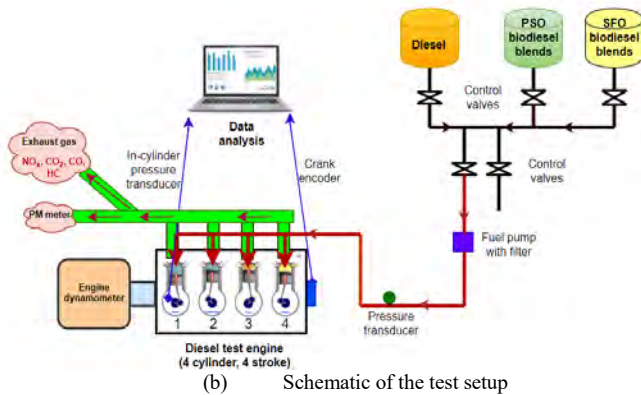 Diesel
PSO
biodiesel
blends
SFO
biodiesel
blends
Control
valves
Data
analysis
Exhaust gas
NOx, CO2, CO,
HC
In-cylinder
pressure
transducer
Crank
encoder
Control
valves
PM meter
Fuel pump
with filter
Engine
dynamometer
1 2 3 4
Pressure
transducer
Diesel test engine
(4 cylinder, 4 stroke)
(b) Schematic of the test setup